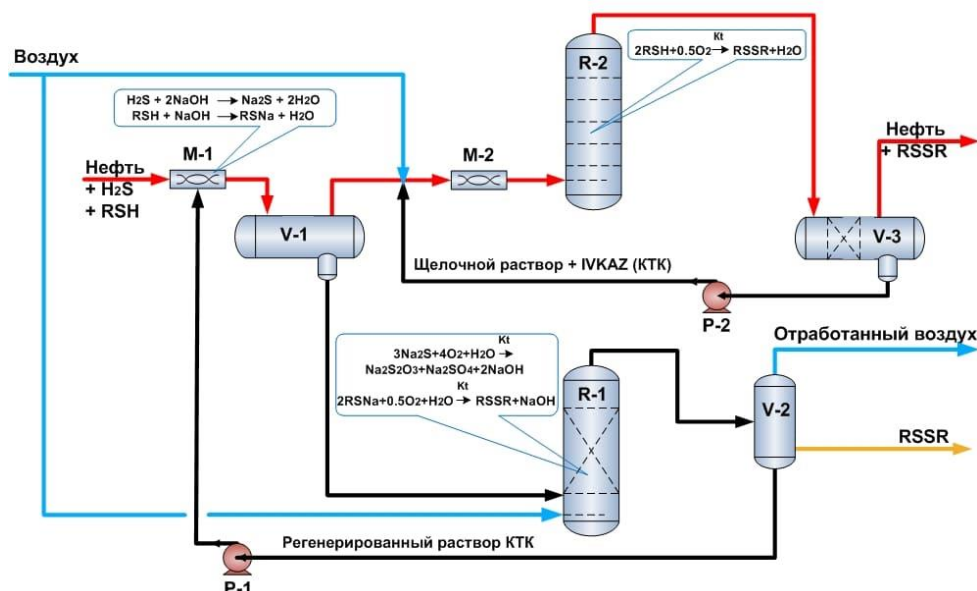 Воздух
H2S + 2NaOH → Na2S + 2H2O
RSH + NaOH → RSNa + H2O
M-1
Нефть
+ H2S
+ RSH
V-1
M-2
R-2
Kt
2RSH+0.5O2 → RSSR+H2O
Нефть
+ RSSR
V-3
Щелочной раствор + IVKAZ (КТК)
P-2
Kt
3Na2S+4O2+H2O →
Na2S2O3+Na2SO4+2NaOH
Kt
2RSNa+0.5O2+H2O → RSSR+NaOH
R-1
Отработанный воздух
V-2
RSSR
Регенерированный раствор КТК
P-1